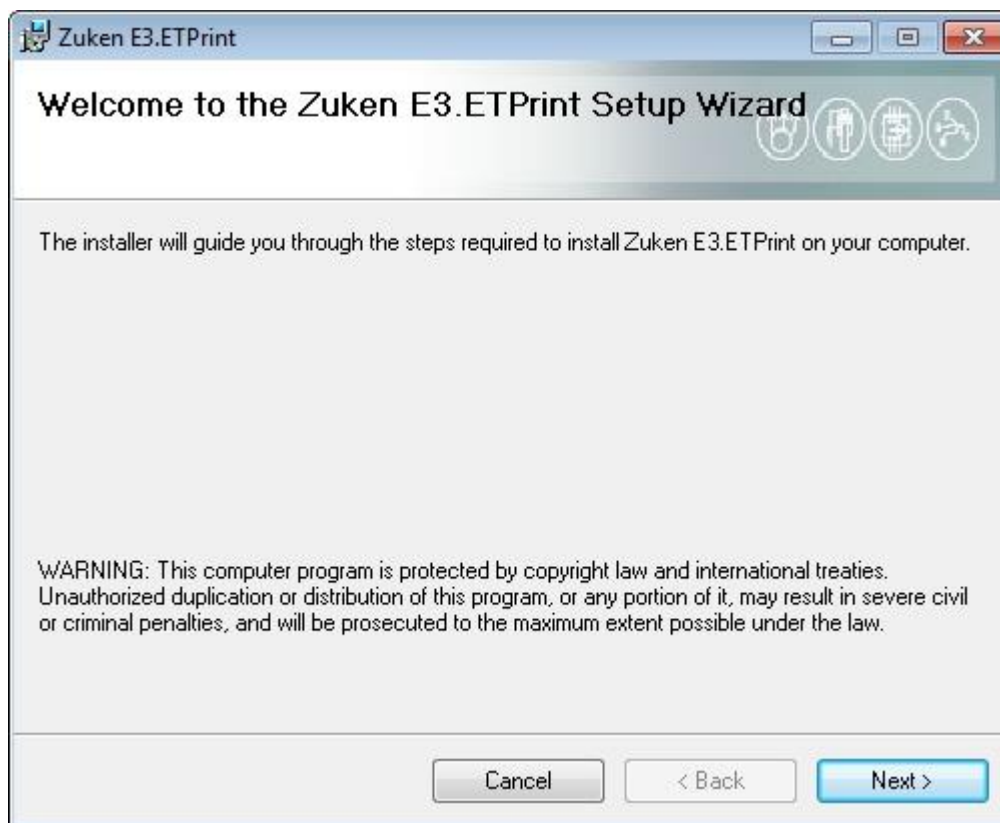 Zuken E3.ETPrint
Welcome to the Zuken E3.ETPrint Setup Wizard
The installer will guide you through the steps required to install Zuken E3.ETPrint on your computer.
WARNING: This computer program is protected by copyright law and international treaties.
Unauthorized duplication or distribution of this program, or any portion of it, may result in severe civil
or criminal penalties, and will be prosecuted to the maximum extent possible under the law.
Cancel < Back Next >